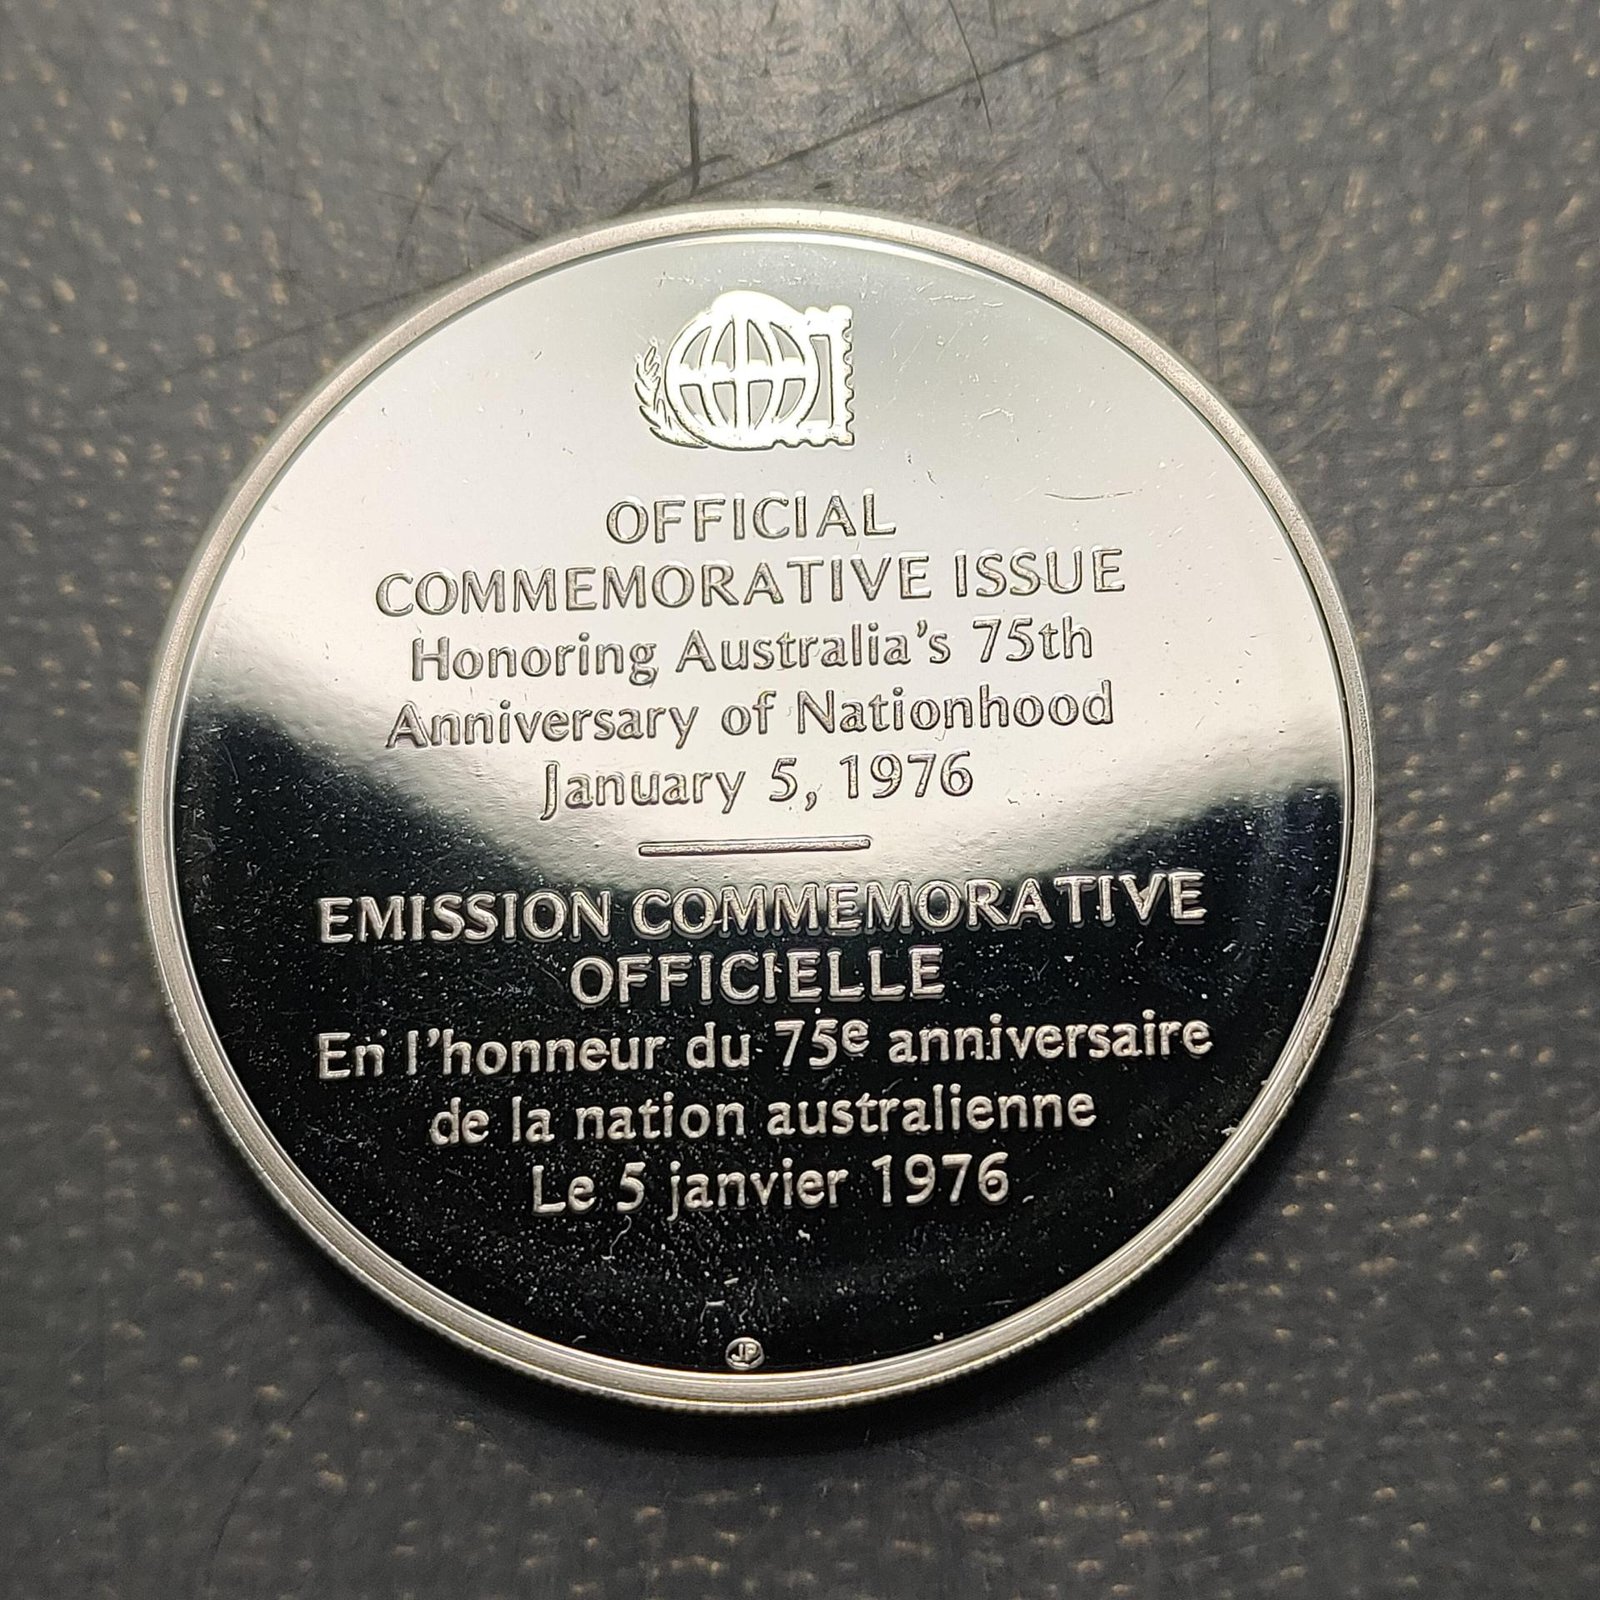 OFFICIAL
COMMEMORATIVE ISSUE
Honoring Australia's 75th
Anniversary of Nationhood
January 5, 1976
EMISSION COMMEMORATIVE
OFFICIELLE
En l'honneur du 75e anniversaire
de la nation australienne
Le 5 janvier 1976
JP